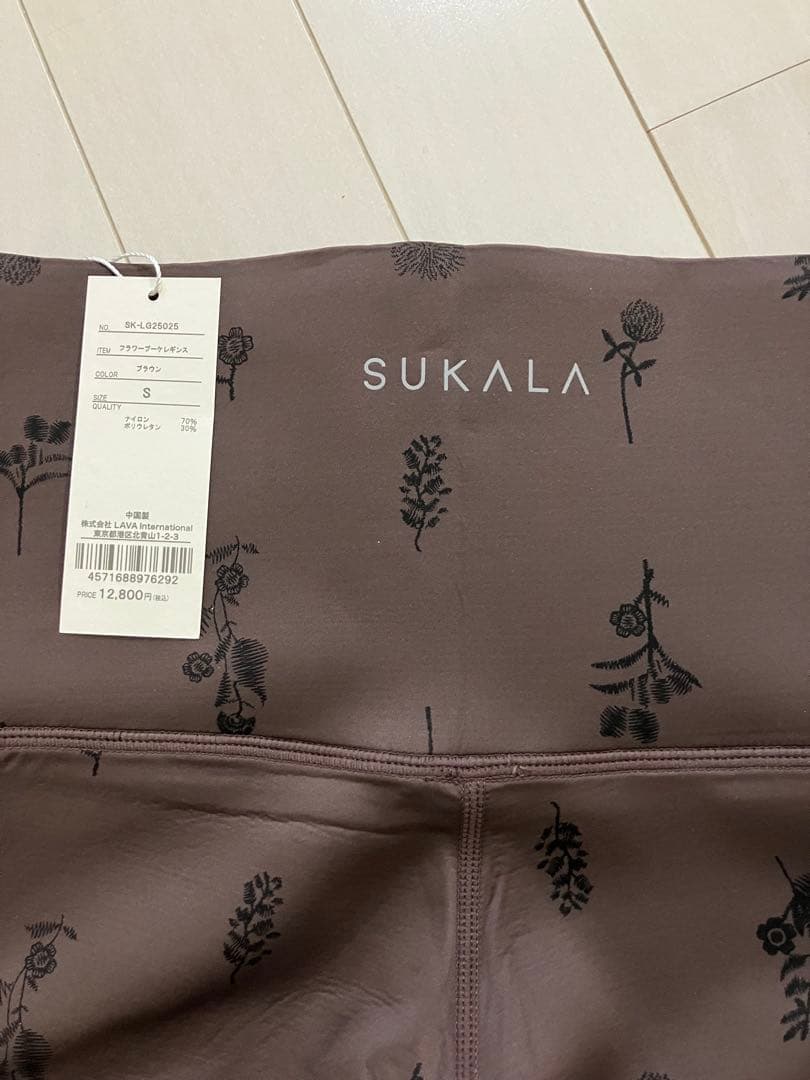 NO. SK-LG25025
ITEM フラワーブーケレギンス
COLOR ブラウン
SIZE S
QUALITY
ナイロン 70%
ポリウレタン 30%
中国製
株式会社 LAVA International
東京都港区北青山1-2-3
4571688976292
PRICE 12,800円(税込)
SUKALA